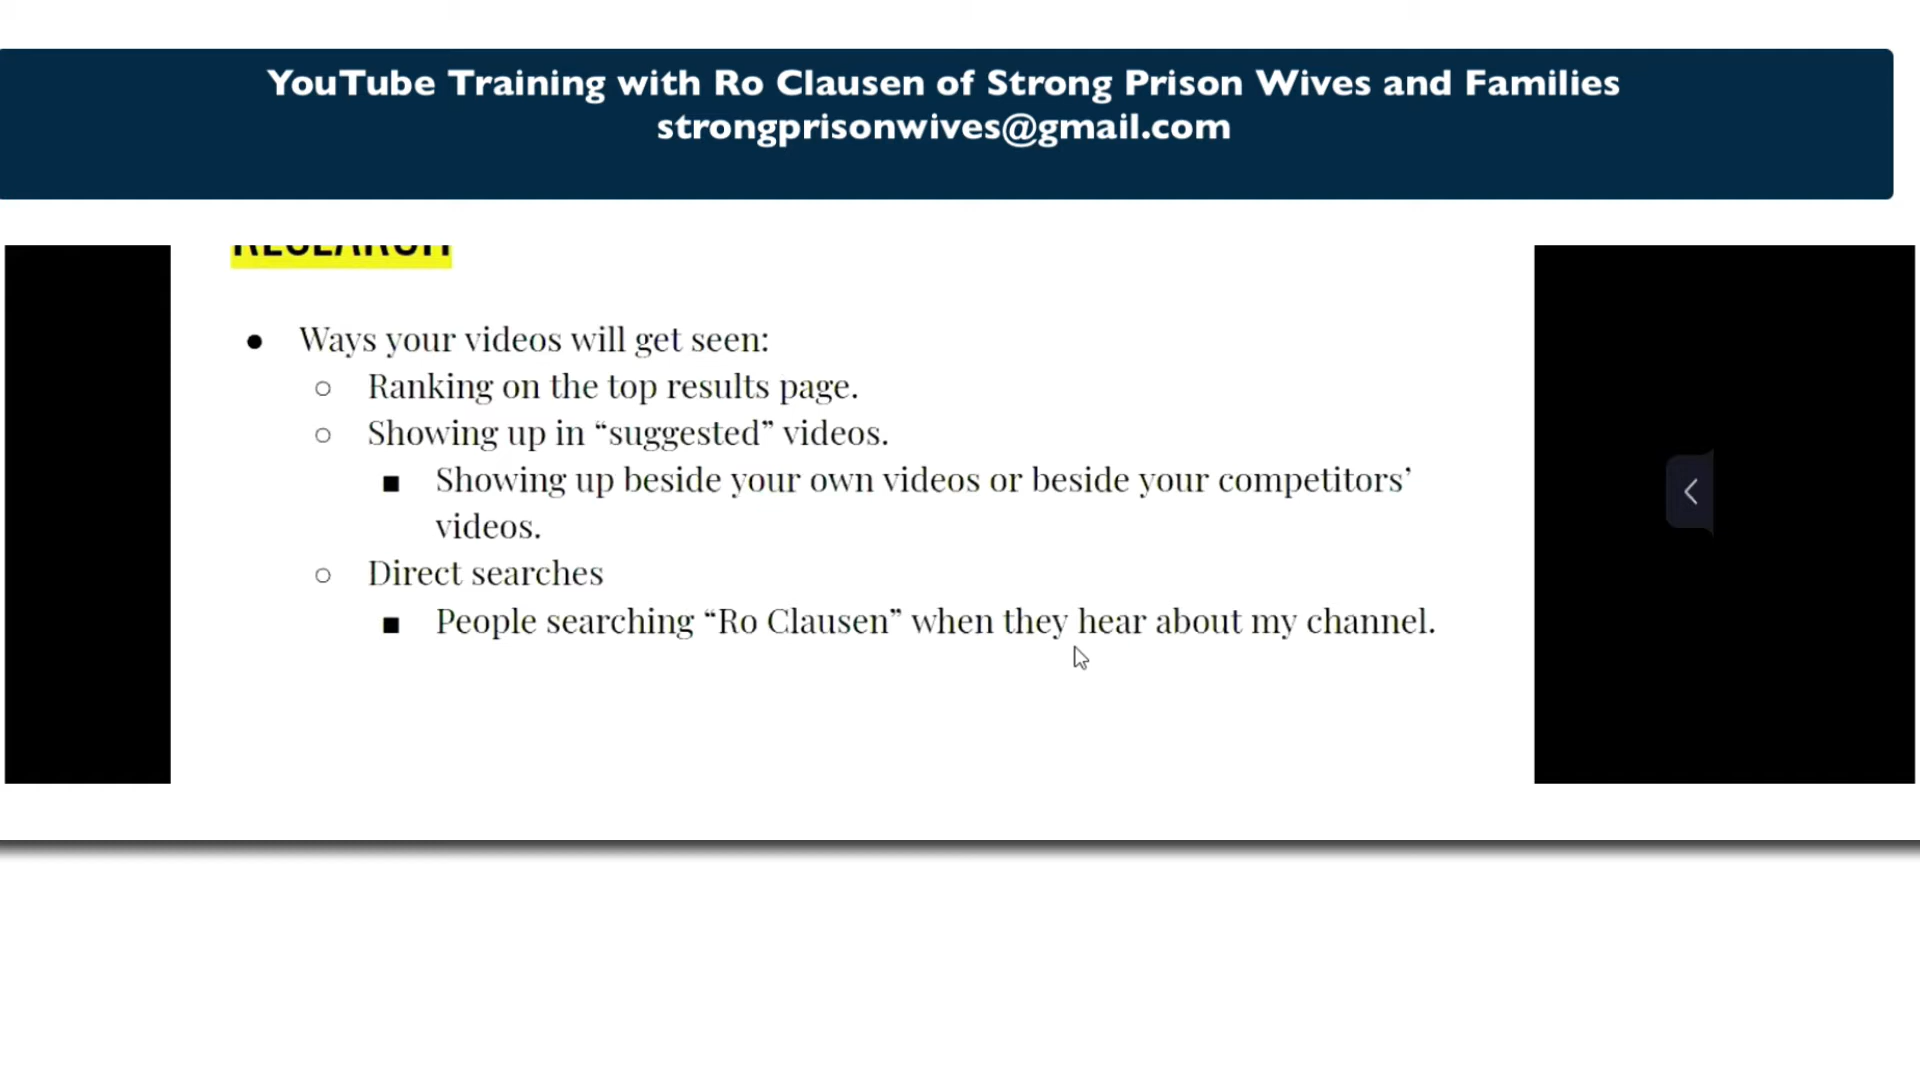 YouTube Training with Ro Clausen of Strong Prison Wives and Families
strongprisonwives@gmail.com
RESEARCH
● Ways your videos will get seen:
○ Ranking on the top results page.
○ Showing up in “suggested” videos.
■ Showing up beside your own videos or beside your competitors’
videos.
○ Direct searches
■ People searching “Ro Clausen” when they hear about my channel.